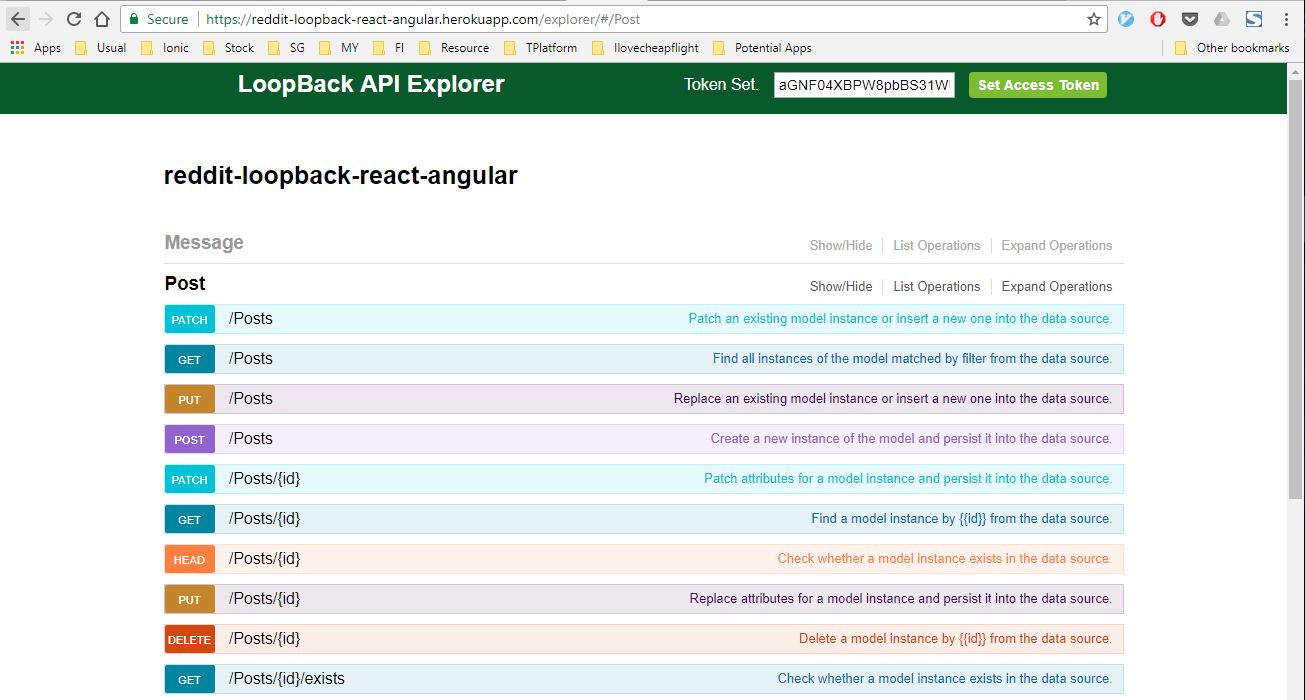 Secure https://reddit-loopback-react-angular.herokuapp.com/explorer/#/Post
Apps Usual Ionic Stock SG MY FI Resource TPlatform Ilovecheapflight Potential Apps Other bookmarks
LoopBack API Explorer Token Set. aGNF04XBPW8pbBS31W Set Access Token
reddit-loopback-react-angular
Message Show/Hide List Operations Expand Operations
Post Show/Hide List Operations Expand Operations
PATCH /Posts Patch an existing model instance or insert a new one into the data source.
GET /Posts Find all instances of the model matched by filter from the data source.
PUT /Posts Replace an existing model instance or insert a new one into the data source.
POST /Posts Create a new instance of the model and persist it into the data source.
PATCH /Posts/{id} Patch attributes for a model instance and persist it into the data source.
GET /Posts/{id} Find a model instance by {{id}} from the data source.
HEAD /Posts/{id} Check whether a model instance exists in the data source.
PUT /Posts/{id} Replace attributes for a model instance and persist it into the data source.
DELETE /Posts/{id} Delete a model instance by {{id}} from the data source.
GET /Posts/{id}/exists Check whether a model instance exists in the data source.